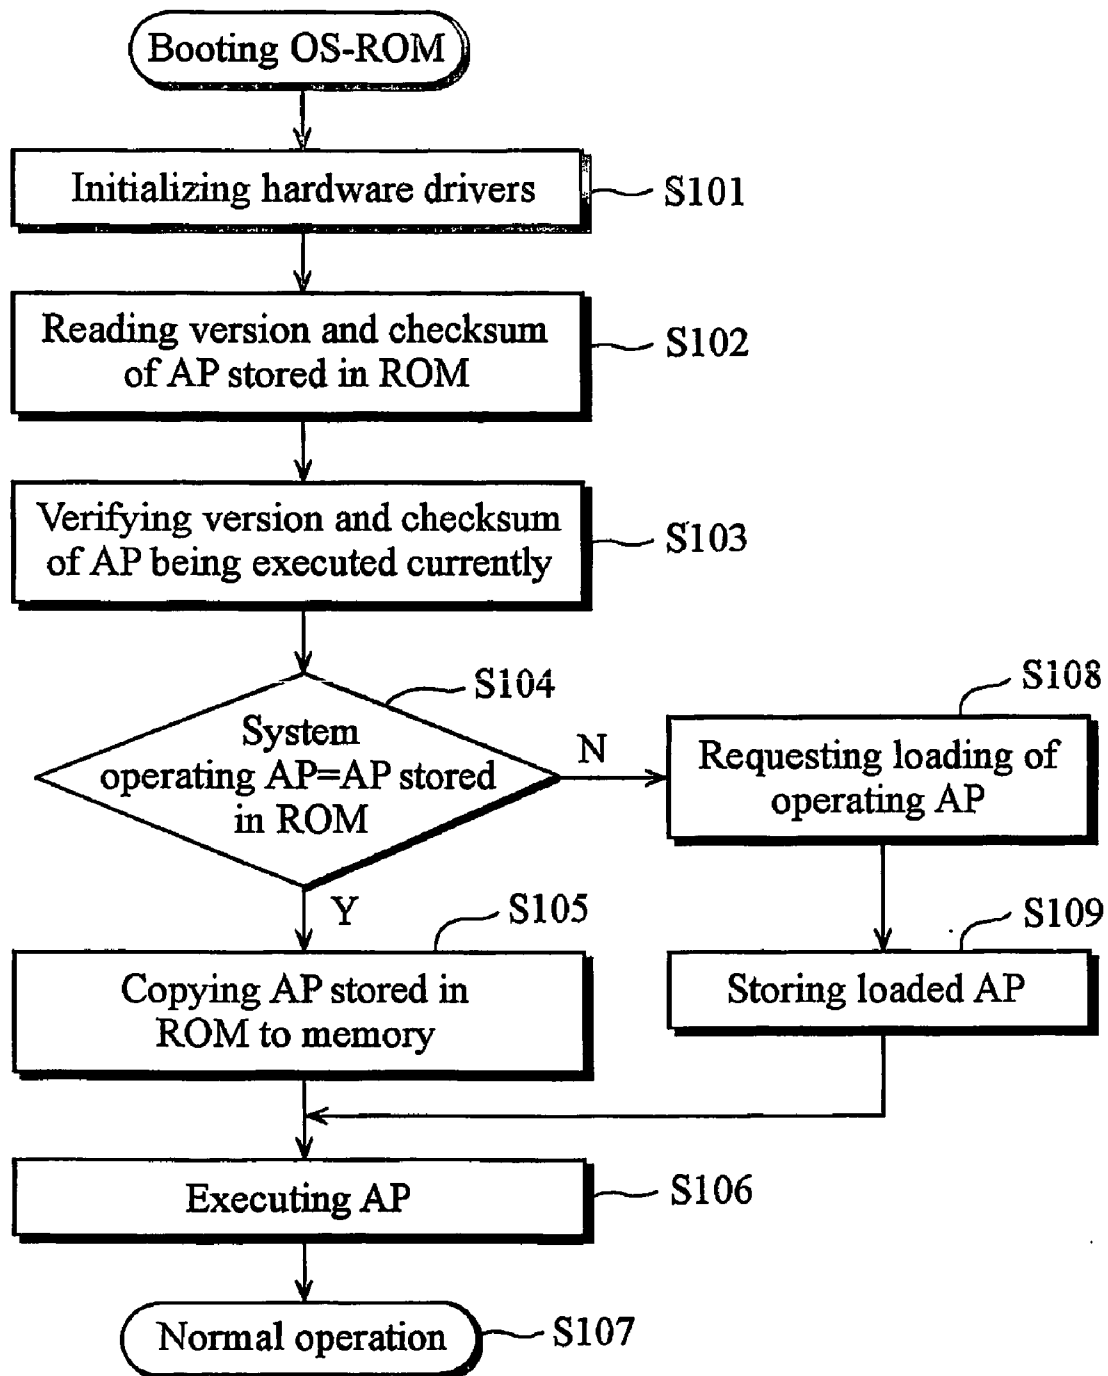 Booting OS-ROM
Initializing hardware drivers
S101
Reading version and checksum
of AP stored in ROM
S102
Verifying version and checksum
of AP being executed currently
S103
S104
System
operating AP=AP stored
in ROM
N
S108
Requesting loading of
operating AP
Y
S105
Copying AP stored in
ROM to memory
S109
Storing loaded AP
Executing AP
S106
Normal operation
S107